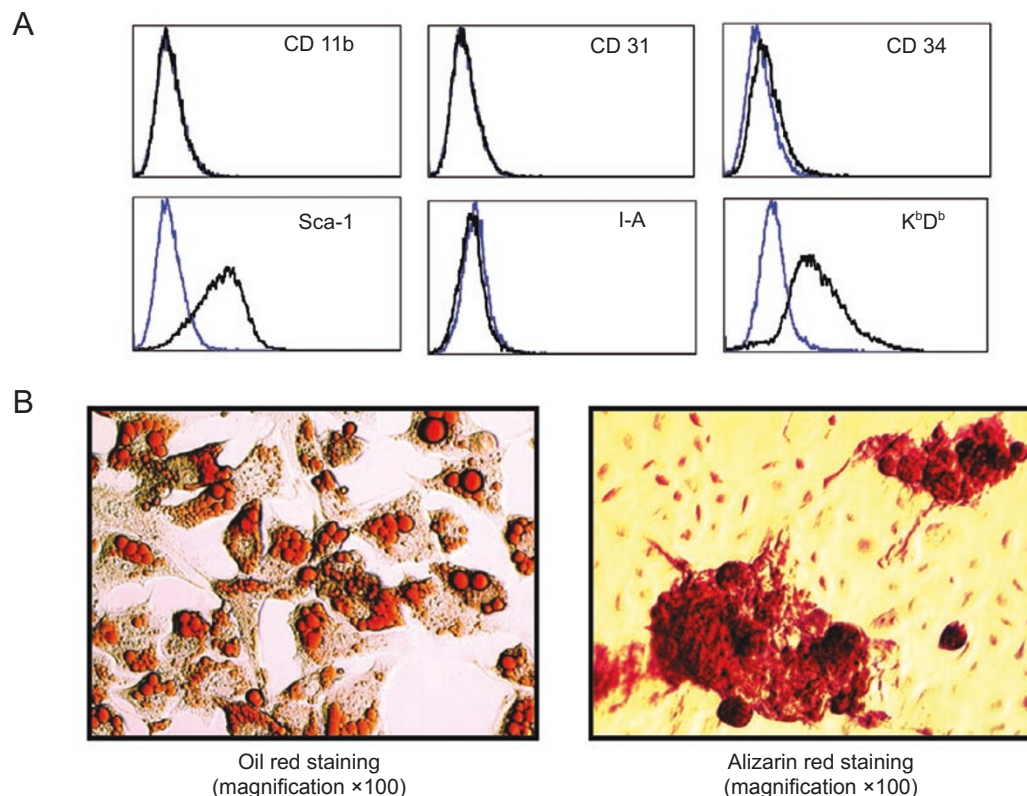 A
CD 11b
CD 31
CD 34
Sca-1
I-A
KᵇDᵇ
B
Oil red staining
(magnification ×100)
Alizarin red staining
(magnification ×100)